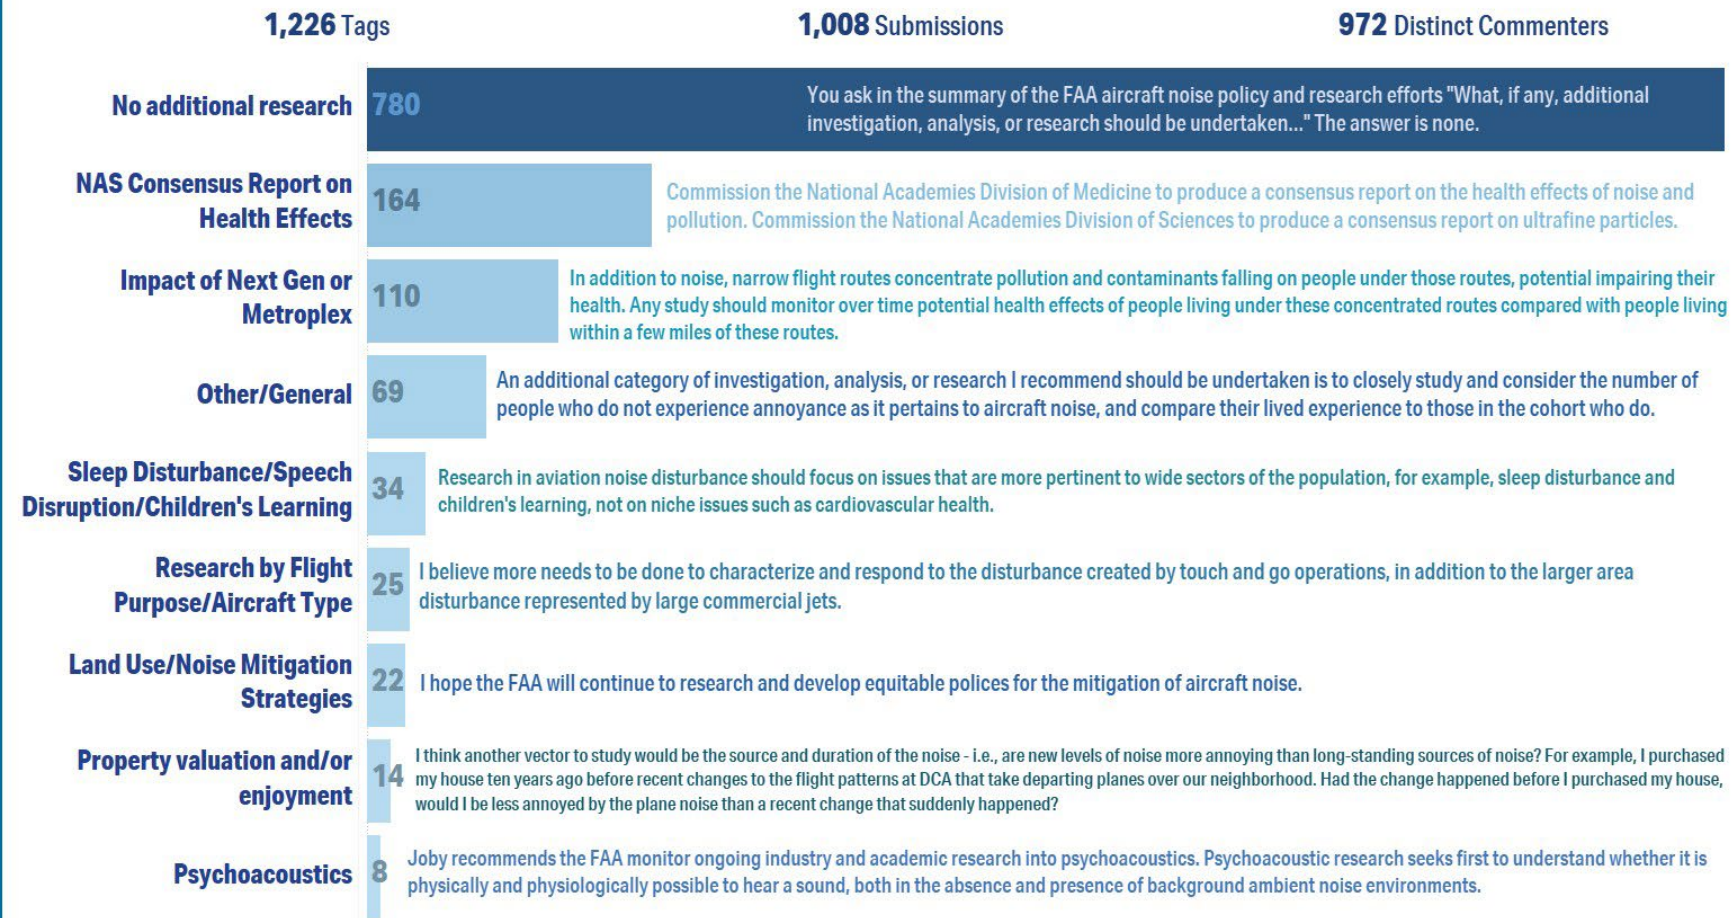 1,226 Tags
1,008 Submissions
972 Distinct Commenters
No additional research
780
You ask in the summary of the FAA aircraft noise policy and research efforts "What, if any, additional
investigation, analysis, or research should be undertaken..." The answer is none.
NAS Consensus Report on
Health Effects
164
Commission the National Academies Division of Medicine to produce a consensus report on the health effects of noise and
pollution. Commission the National Academies Division of Sciences to produce a consensus report on ultrafine particles.
Impact of Next Gen or
Metroplex
110
In addition to noise, narrow flight routes concentrate pollution and contaminants falling on people under those routes, potential impairing their
health. Any study should monitor over time potential health effects of people living under these concentrated routes compared with people living
within a few miles of these routes.
Other/General
69
An additional category of investigation, analysis, or research I recommend should be undertaken is to closely study and consider the number of
people who do not experience annoyance as it pertains to aircraft noise, and compare their lived experience to those in the cohort who do.
Sleep Disturbance/Speech
Disruption/Children's Learning
34
Research in aviation noise disturbance should focus on issues that are more pertinent to wide sectors of the population, for example, sleep disturbance and
children's learning, not on niche issues such as cardiovascular health.
Research by Flight
Purpose/Aircraft Type
25
I believe more needs to be done to characterize and respond to the disturbance created by touch and go operations, in addition to the larger area
disturbance represented by large commercial jets.
Land Use/Noise Mitigation
Strategies
22
I hope the FAA will continue to research and develop equitable polices for the mitigation of aircraft noise.
Property valuation and/or
enjoyment
14
I think another vector to study would be the source and duration of the noise - i.e., are new levels of noise more annoying than long-standing sources of noise? For example, I purchased
my house ten years ago before recent changes to the flight patterns at DCA that take departing planes over our neighborhood. Had the change happened before I purchased my house,
would I be less annoyed by the plane noise than a recent change that suddenly happened?
Psychoacoustics
8
Joby recommends the FAA monitor ongoing industry and academic research into psychoacoustics. Psychoacoustic research seeks first to understand whether it is
physically and physiologically possible to hear a sound, both in the absence and presence of background ambient noise environments.